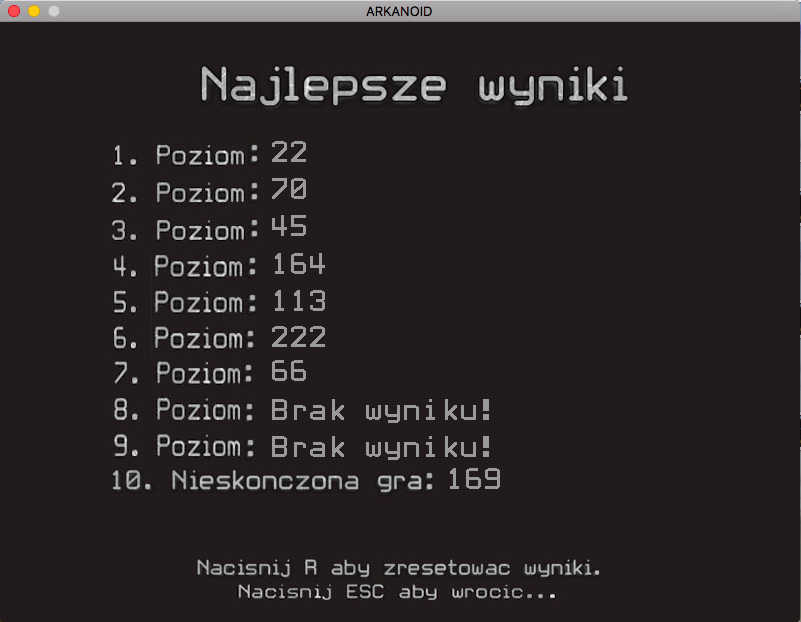 ARKANOID
Najlepsze wyniki
1. Poziom: 22
2. Poziom: 70
3. Poziom: 45
4. Poziom: 164
5. Poziom: 113
6. Poziom: 222
7. Poziom: 66
8. Poziom: Brak wyniku!
9. Poziom: Brak wyniku!
10. Nieskonczona gra: 169
Nacisnij R aby zresetowac wyniki.
Nacisnij ESC aby wrocic...